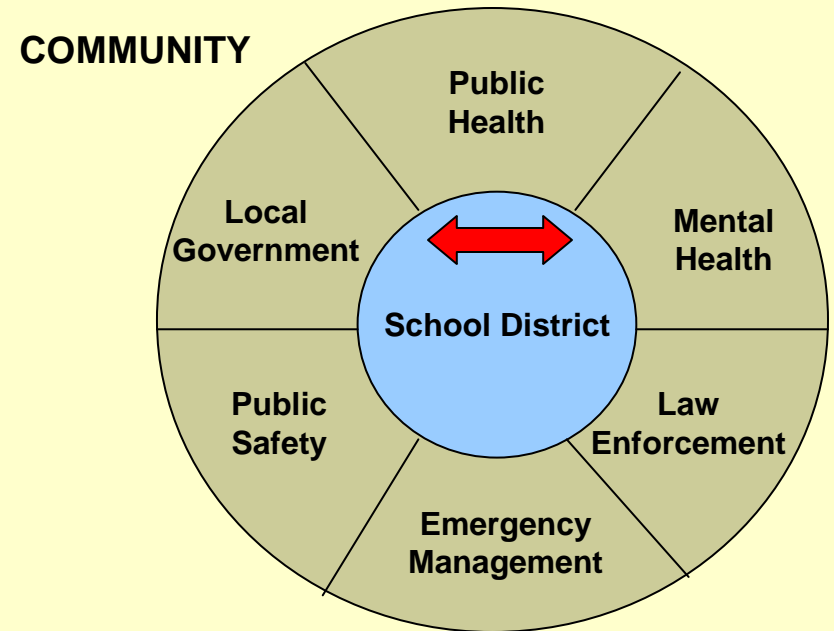 COMMUNITY
Public
Health
Local
Government
Mental
Health
School District
Public
Safety
Law
Enforcement
Emergency
Management